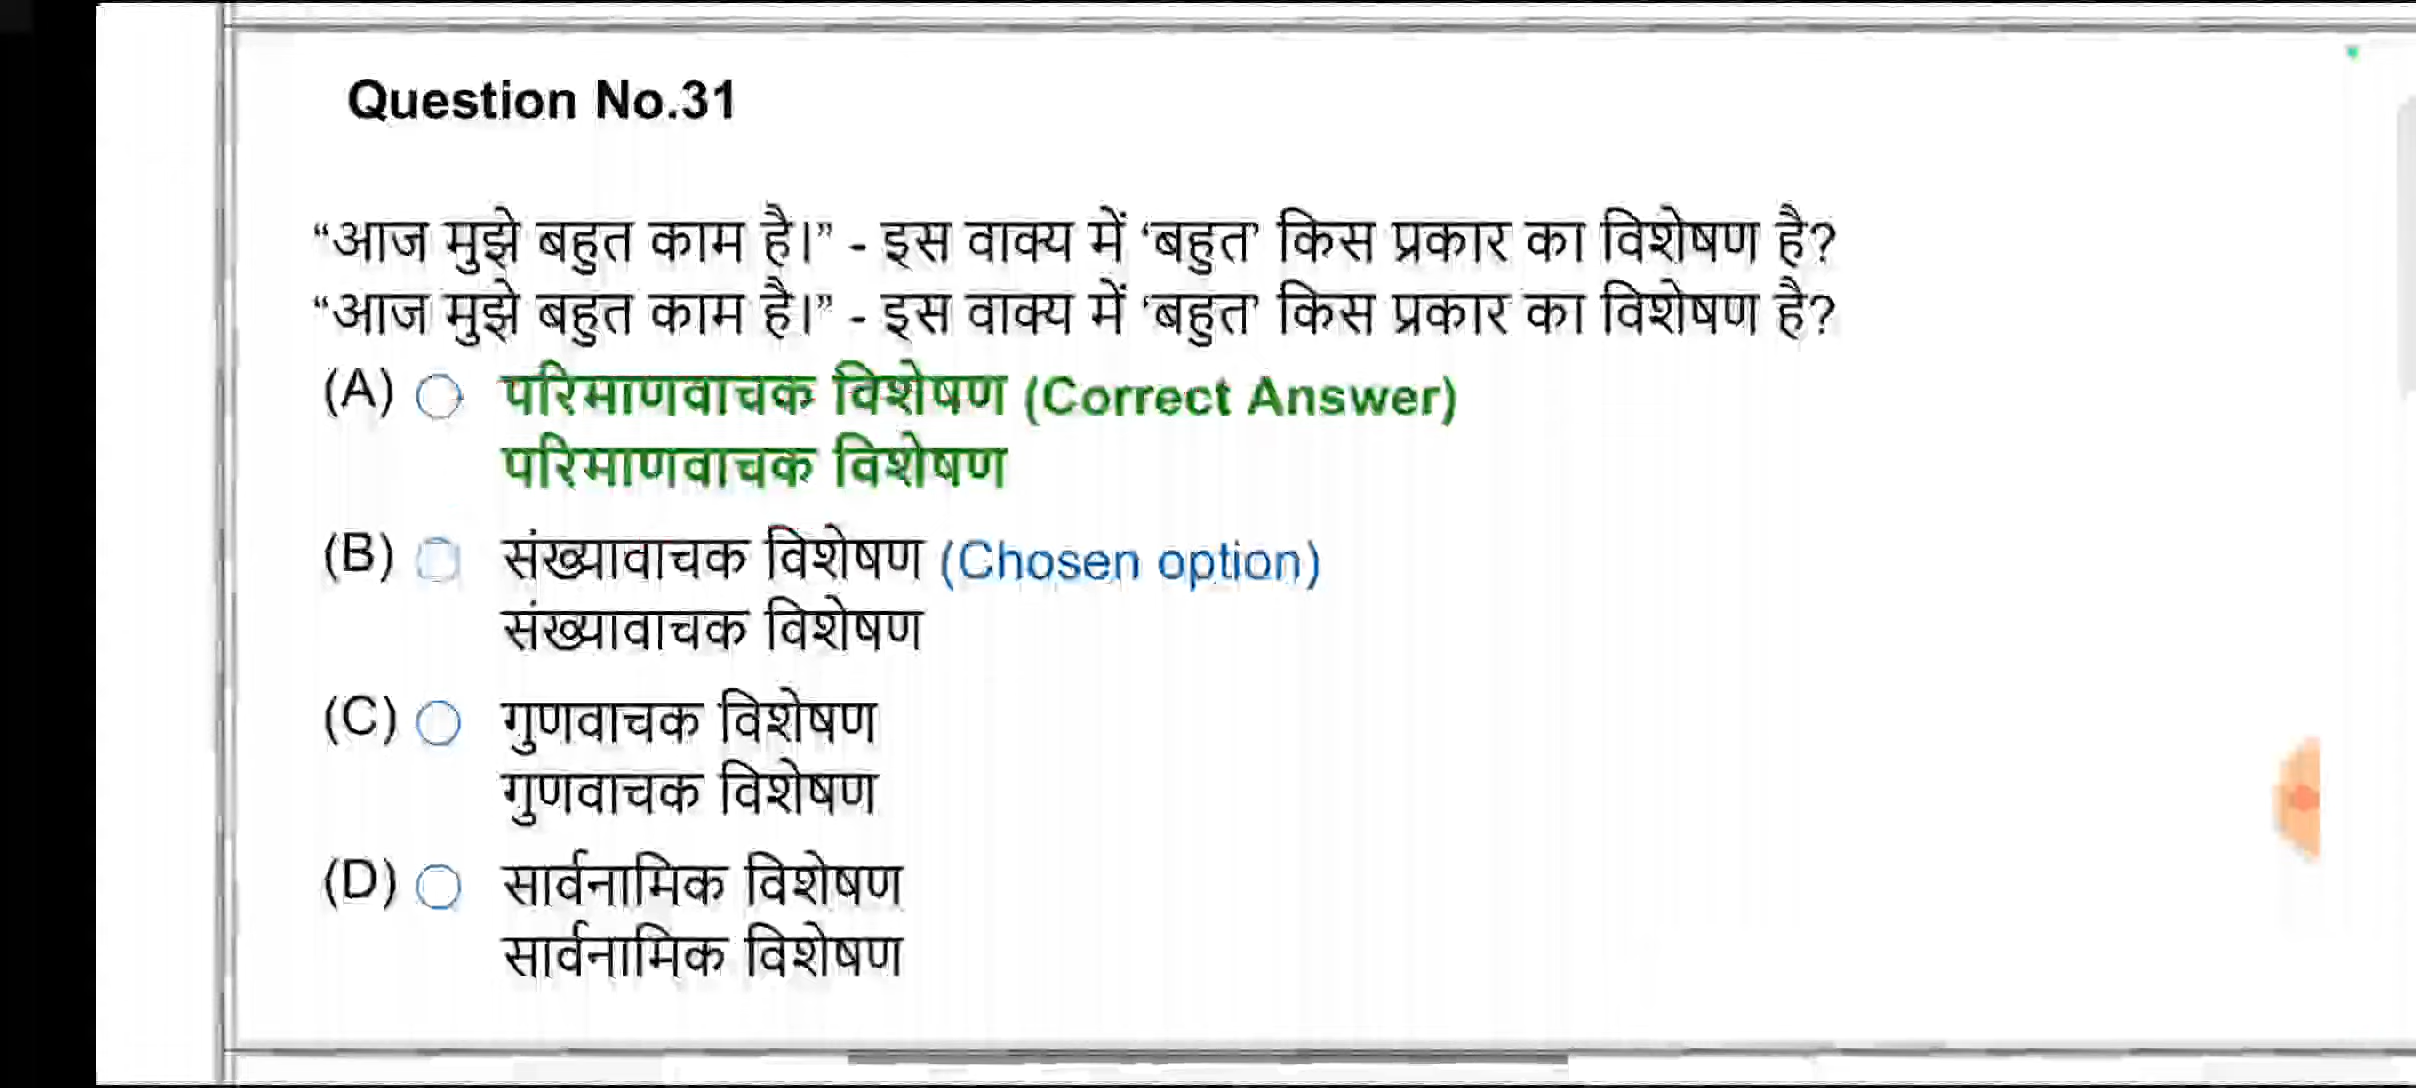 Question No.31
“आज मुझे बहुत काम है।” - इस वाक्य में ‘बहुत’ किस प्रकार का विशेषण है?
“आज मुझे बहुत काम है।” - इस वाक्य में ‘बहुत’ किस प्रकार का विशेषण है?
(A) परिमाणवाचक विशेषण (Correct Answer)
परिमाणवाचक विशेषण
(B) संख्यावाचक विशेषण (Chosen option)
संख्यावाचक विशेषण
(C) गुणवाचक विशेषण
गुणवाचक विशेषण
(D) सार्वनामिक विशेषण
सार्वनामिक विशेषण